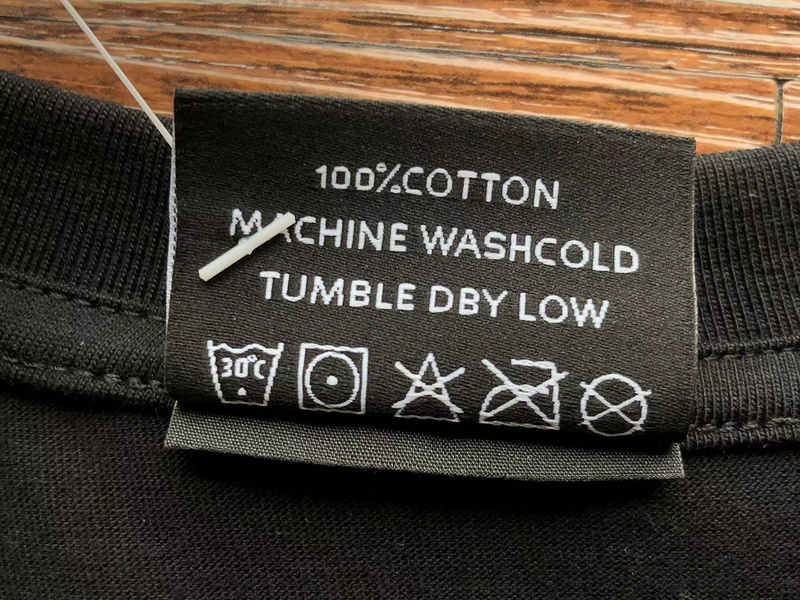 100%COTTON
MACHINE WASHCOLD
TUMBLE DBY LOW
30°C